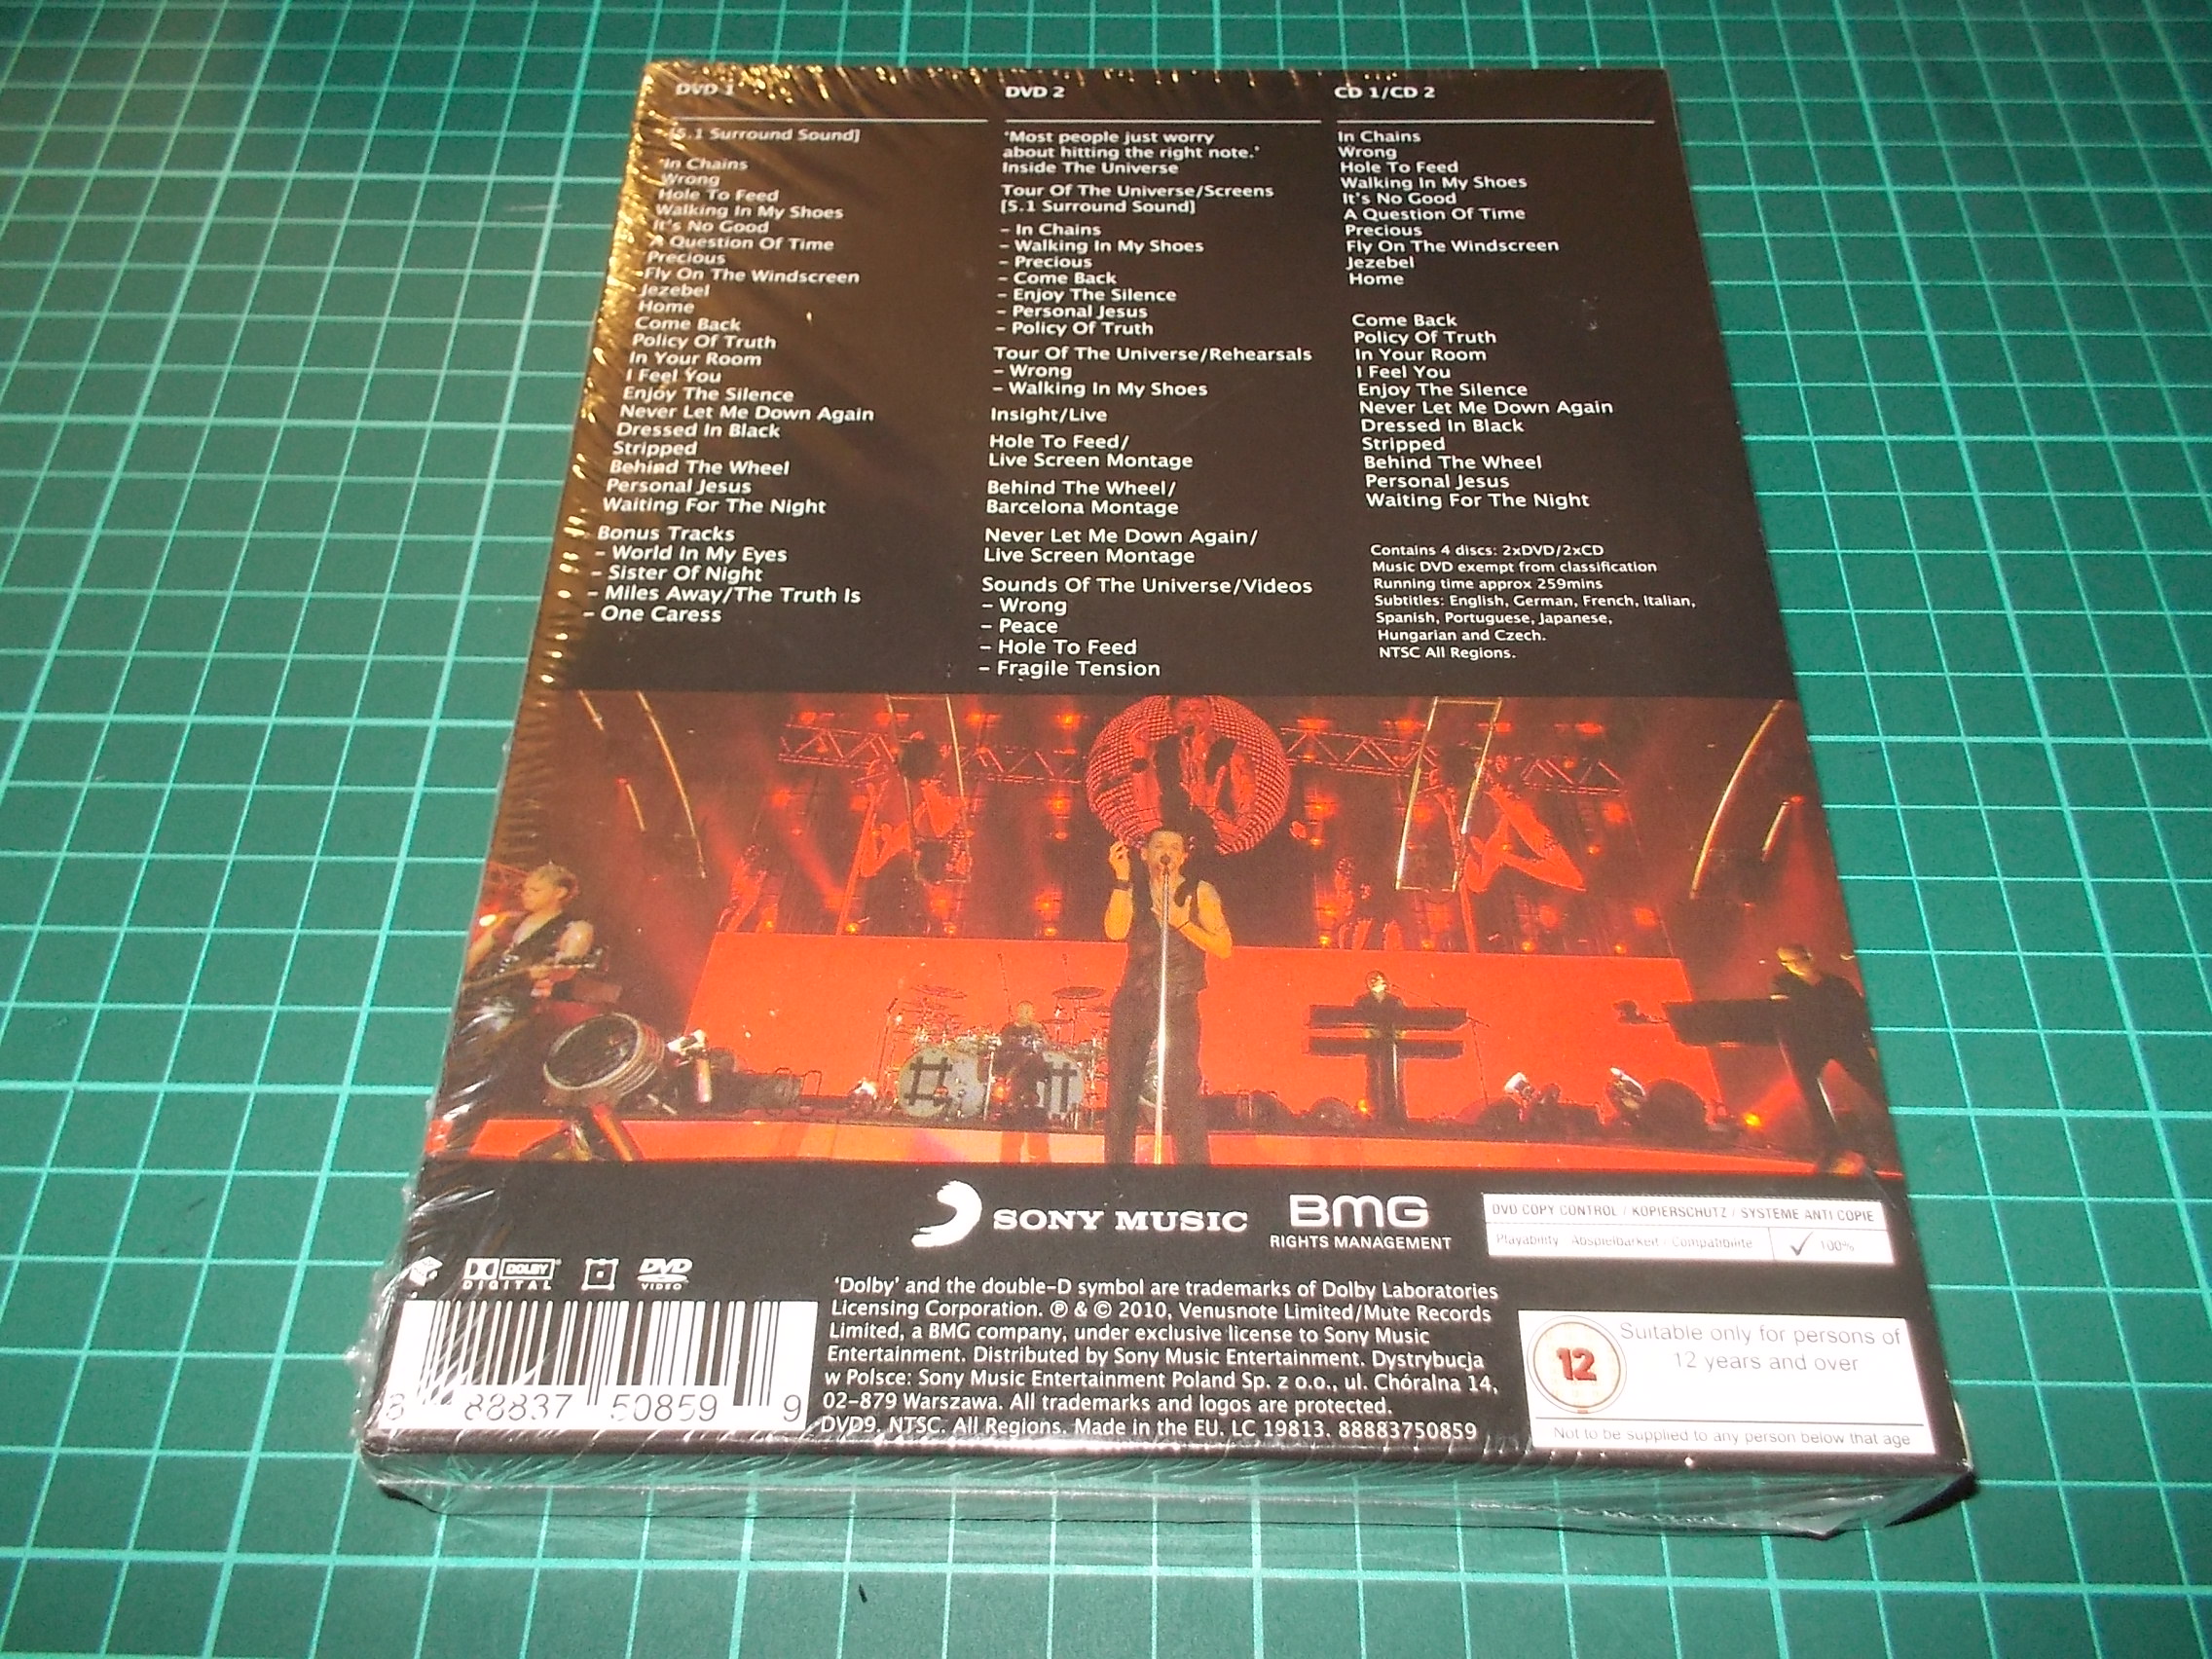 DVD 1
[5.1 Surround Sound]
In Chains
Wrong
Hole To Feed
Walking In My Shoes
It's No Good
A Question Of Time
Precious
Fly On The Windscreen
Jezebel
Home
Come Back
Policy Of Truth
In Your Room
I Feel You
Enjoy The Silence
Never Let Me Down Again
Dressed In Black
Stripped
Behind The Wheel
Personal Jesus
Waiting For The Night
Bonus Tracks
– World In My Eyes
– Sister Of Night
– Miles Away/The Truth Is
– One Caress
DVD 2
'Most people just worry
about hitting the right note.'
Inside The Universe
Tour Of The Universe/Screens
[5.1 Surround Sound]
– In Chains
– Walking In My Shoes
– Precious
– Come Back
– Enjoy The Silence
– Personal Jesus
– Policy Of Truth
Tour Of The Universe/Rehearsals
– Wrong
– Walking In My Shoes
Insight/Live
Hole To Feed/
Live Screen Montage
Behind The Wheel/
Barcelona Montage
Never Let Me Down Again/
Live Screen Montage
Sounds Of The Universe/Videos
– Wrong
– Peace
– Hole To Feed
– Fragile Tension
CD 1/CD 2
In Chains
Wrong
Hole To Feed
Walking In My Shoes
It's No Good
A Question Of Time
Precious
Fly On The Windscreen
Jezebel
Home
Come Back
Policy Of Truth
In Your Room
I Feel You
Enjoy The Silence
Never Let Me Down Again
Dressed In Black
Stripped
Behind The Wheel
Personal Jesus
Waiting For The Night
Contains 4 discs: 2xDVD/2xCD
Music DVD exempt from classification
Running time approx 259mins
Subtitles: English, German, French, Italian,
Spanish, Portuguese, Japanese,
Hungarian and Czech.
NTSC All Regions.
SONY MUSIC
BMG
RIGHTS MANAGEMENT
DVD COPY CONTROL / KOPIERSCHUTZ / SYSTEME ANTI COPIE
Playability · Abspielbarkeit · Compatibilite
100%
DOLBY
DIGITAL
DVD
VIDEO
8 88837 50859 9
'Dolby' and the double-D symbol are trademarks of Dolby Laboratories
Licensing Corporation. ℗ & © 2010, Venusnote Limited/Mute Records
Limited, a BMG company, under exclusive license to Sony Music
Entertainment. Distributed by Sony Music Entertainment. Dystrybucja
w Polsce: Sony Music Entertainment Poland Sp. z o.o., ul. Chóralna 14,
02-879 Warszawa. All trademarks and logos are protected.
DVD9. NTSC. All Regions. Made in the EU. LC 19813. 88883750859
12
Suitable only for persons of
12 years and over
Not to be supplied to any person below that age